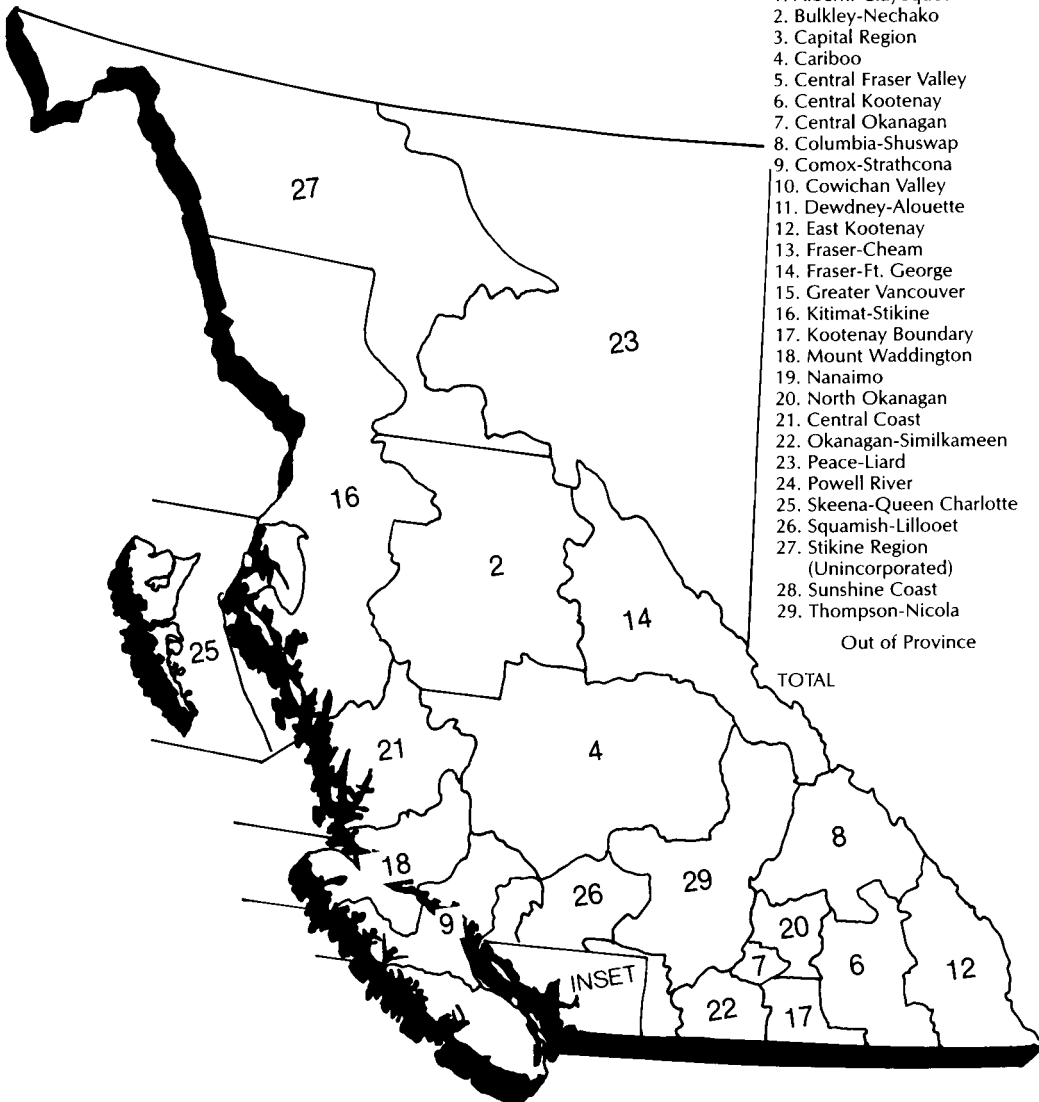 2. Bulkley-Nechako
3. Capital Region
4. Cariboo
5. Central Fraser Valley
6. Central Kootenay
7. Central Okanagan
8. Columbia-Shuswap
9. Comox-Strathcona
10. Cowichan Valley
11. Dewdney-Alouette
12. East Kootenay
13. Fraser-Cheam
14. Fraser-Ft. George
15. Greater Vancouver
16. Kitimat-Stikine
17. Kootenay Boundary
18. Mount Waddington
19. Nanaimo
20. North Okanagan
21. Central Coast
22. Okanagan-Similkameen
23. Peace-Liard
24. Powell River
25. Skeena-Queen Charlotte
26. Squamish-Lillooet
27. Stikine Region
(Unincorporated)
28. Sunshine Coast
29. Thompson-Nicola
Out of Province
TOTAL
27
23
16
2
14
25
21
4
8
18
29
26
9
20
7
6
12
INSET
22
17